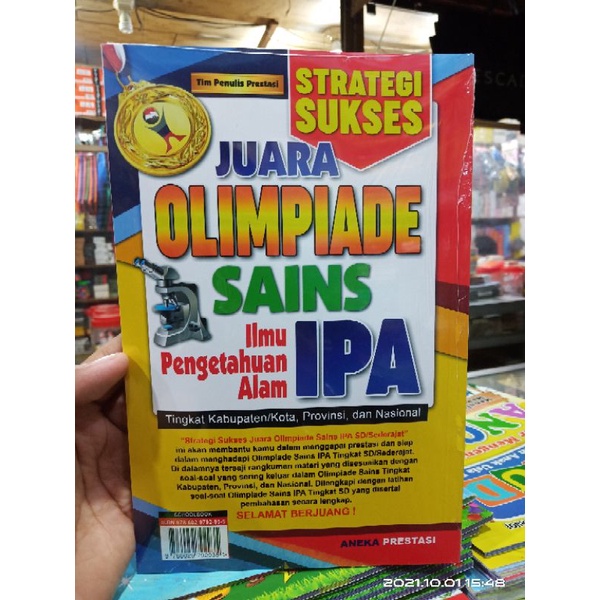 Tim Penulis Prestasi
STRATEGI
SUKSES
JUARA
OLIMPIADE
SAINS
Ilmu
Pengetahuan
Alam
IPA
Tingkat Kabupaten/Kota, Provinsi, dan Nasional
"Strategi Sukses Juara Olimpiade Sains IPA SD/Sederajat"
ini akan membantu kamu dalam menggapai prestasi dan siap
dalam menghadapi Olimpiade Sains IPA Tingkat SD/Sederajat.
Di dalamnya tersaji rangkuman materi yang disesuaikan dengan
soal-soal yang sering keluar dalam Olimpiade Sains Tingkat
Kabupaten, Provinsi, dan Nasional. Dilengkapi dengan latihan
soal-soal Olimpiade Sains IPA Tingkat SD yang disertai
pembahasan secara lengkap.
SELAMAT BERJUANG !
SCHOOLBOOK
ANEKA PRESTASI
2021.10.01 15:48